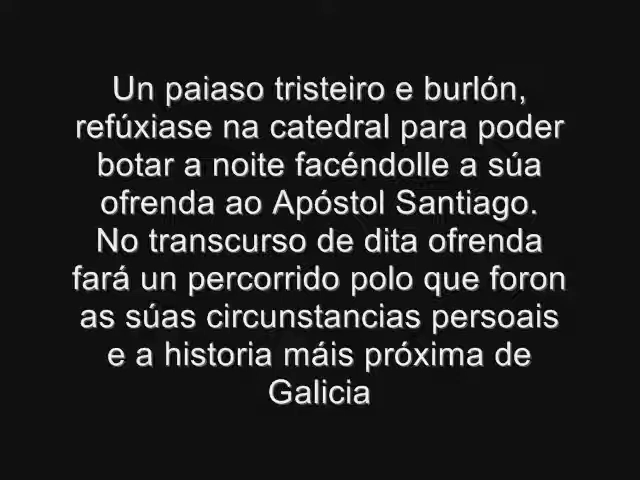 Un paiaso tristeiro e burlón,
refúxiase na catedral para poder
botar a noite facéndolle a súa
ofrenda ao Apóstol Santiago.
No transcurso de dita ofrenda
fará un percorrido polo que foron
as súas circunstancias persoais
e a historia máis próxima de
Galicia